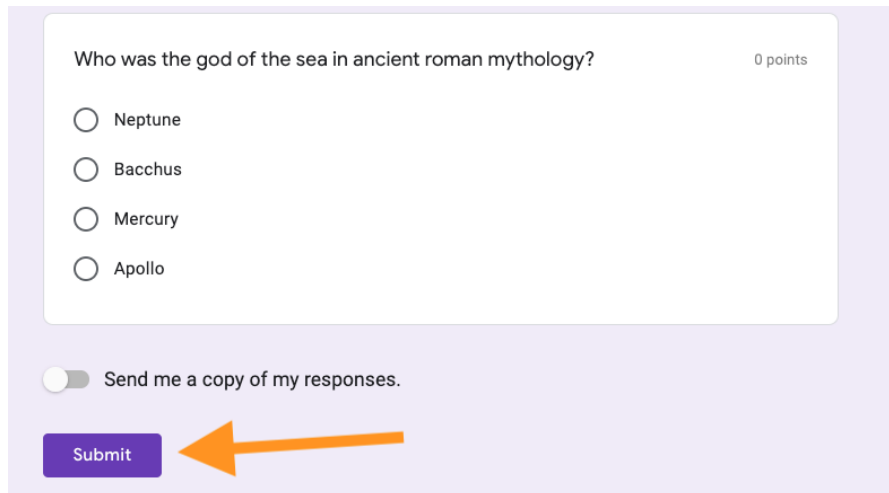 Who was the god of the sea in ancient roman mythology?
0 points
Neptune
Bacchus
Mercury
Apollo
Send me a copy of my responses.
Submit